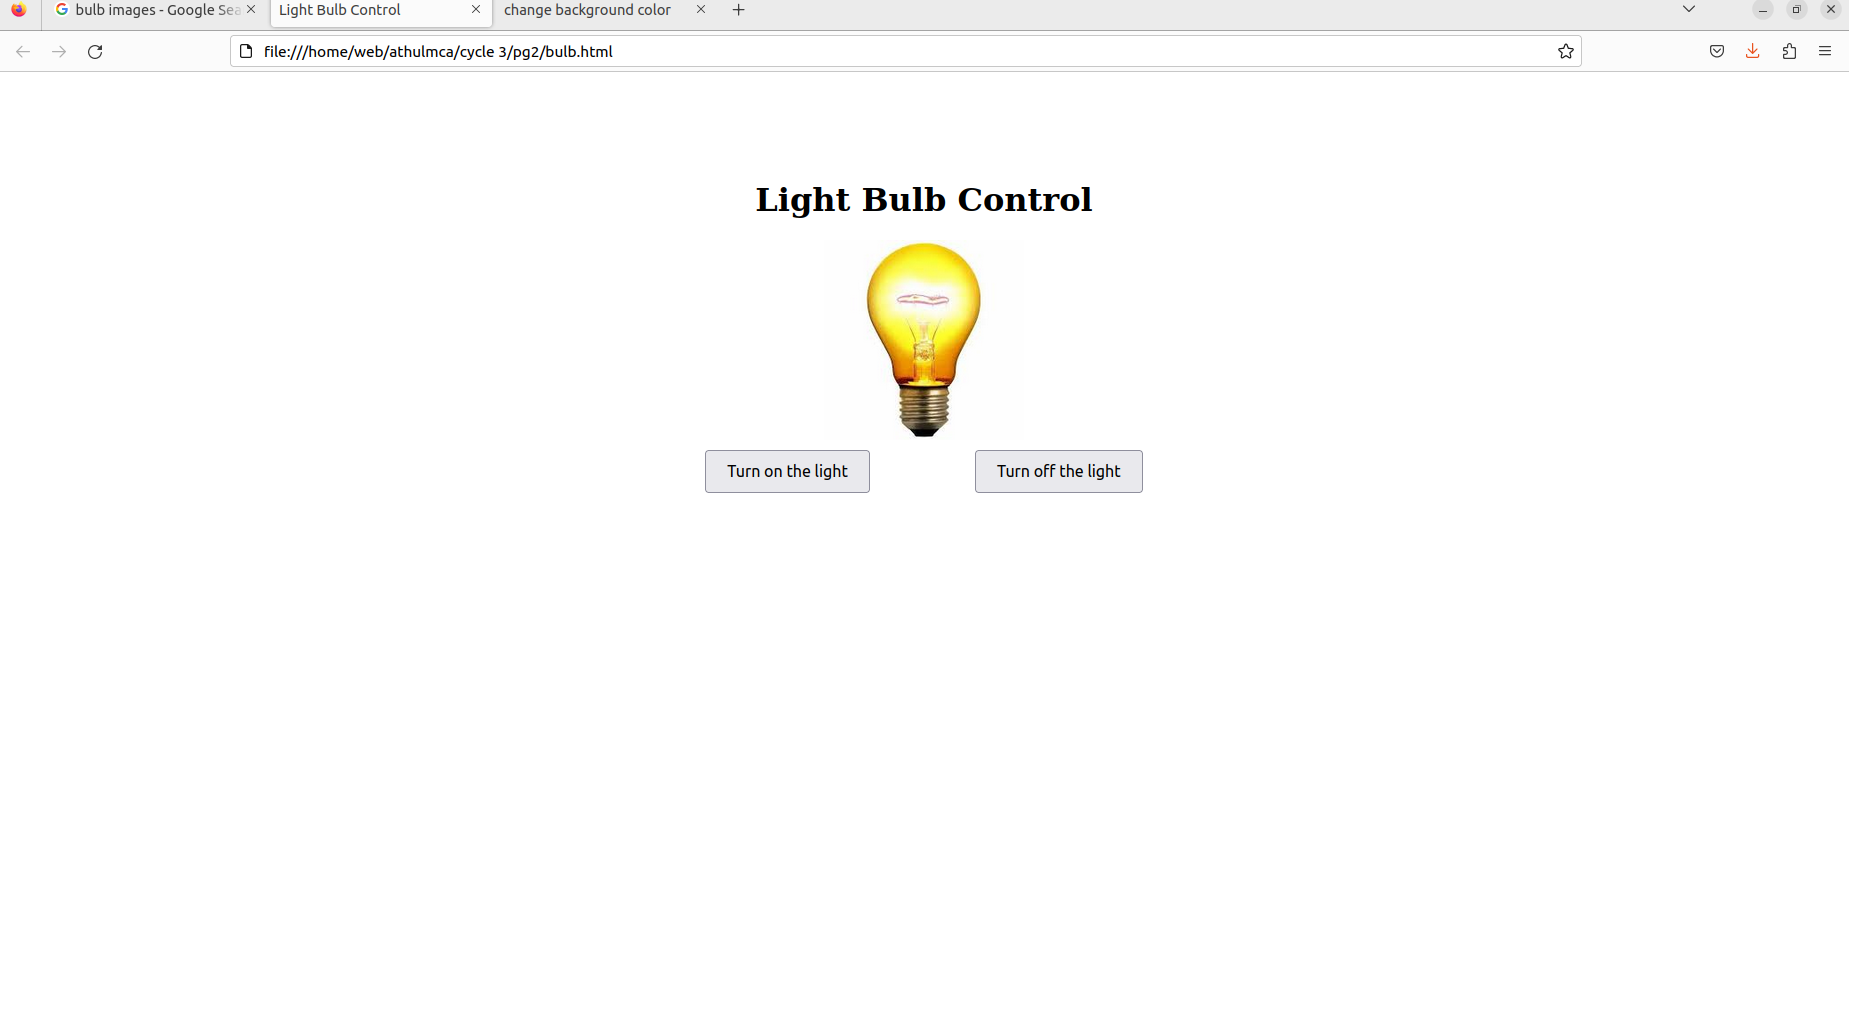 bulb images - Google Sea
Light Bulb Control
change background color
file:///home/web/athulmca/cycle 3/pg2/bulb.html
Light Bulb Control
Turn on the light
Turn off the light